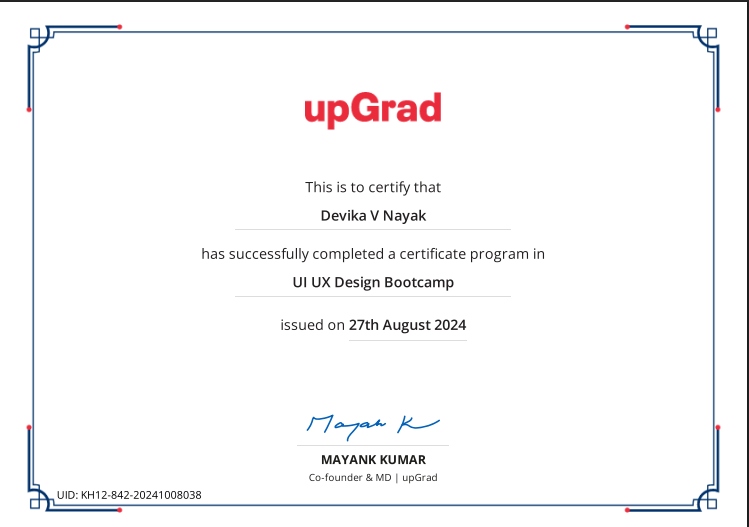 upGrad
This is to certify that
Devika V Nayak
has successfully completed a certificate program in
UI UX Design Bootcamp
issued on 27th August 2024
Mayank K
MAYANK KUMAR
Co-founder & MD | upGrad
UID: KH12-842-20241008038